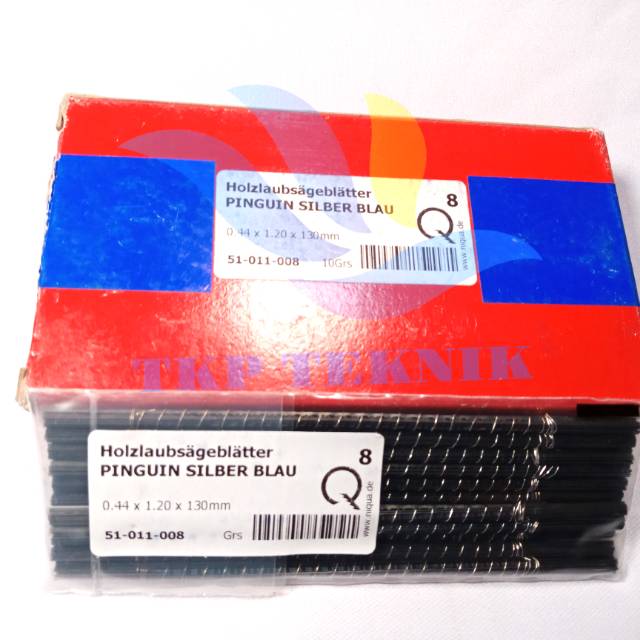 Holzlaubsägeblätter
PINGUIN SILBER BLAU
8
0.44 x 1.20 x 130mm
51-011-008 10Grs
www.niqua.de
TKP TEKNIK
Holzlaubsägeblätter
PINGUIN SILBER BLAU
8
0.44 x 1.20 x 130mm
51-011-008 Grs
www.niqua.de